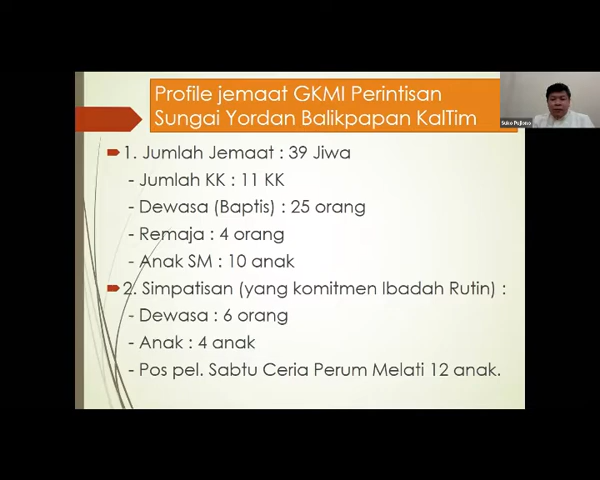 Profile jemaat GKMI Perintisan
Sungai Yordan Balikpapan KalTim
1. Jumlah Jemaat : 39 Jiwa
- Jumlah KK : 11 KK
- Dewasa (Baptis) : 25 orang
- Remaja : 4 orang
- Anak SM : 10 anak
2. Simpatisan (yang komitmen Ibadah Rutin) :
- Dewasa : 6 orang
- Anak : 4 anak
- Pos pel. Sabtu Ceria Perum Melati 12 anak.
Suko Pujiono